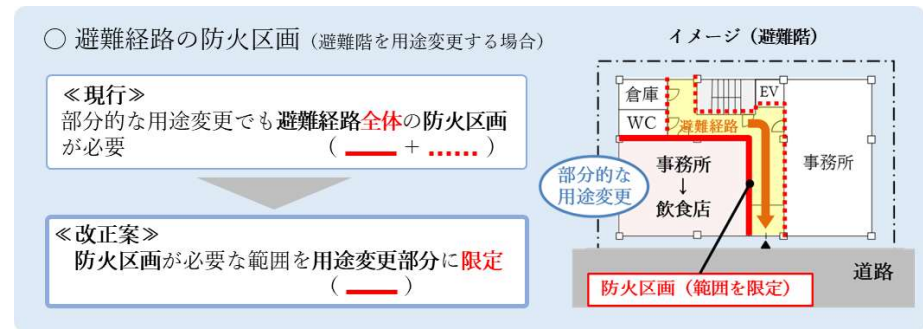 ○ 避難経路の防火区画（避難階を用途変更する場合）
≪現行≫
部分的な用途変更でも避難経路全体の防火区画
が必要　（ ＋ ）
≪改正案≫
防火区画が必要な範囲を用途変更部分に限定
（ ）
イメージ（避難階）
倉庫
EV
WC
避難経路
事務所
部分的な
用途変更
事務所
↓
飲食店
道路
防火区画（範囲を限定）